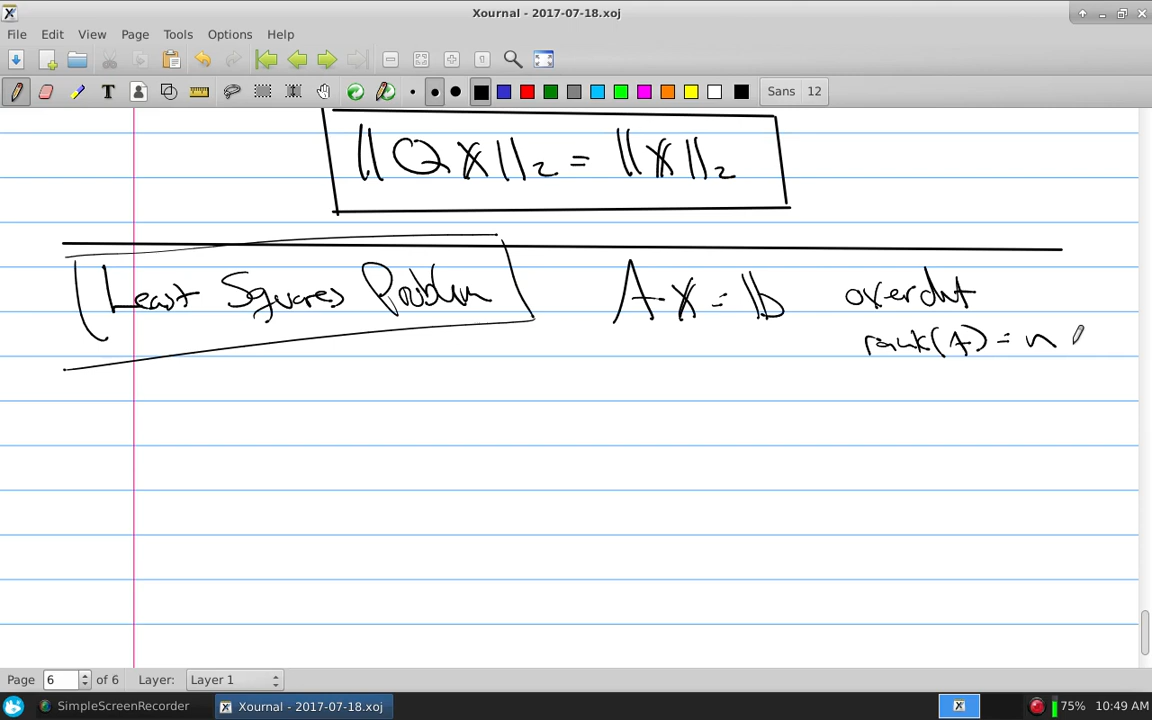 Xournal - 2017-07-18.xoj
File Edit View Page Tools Options Help
Sans 12
||Qx||₂ = ||x||₂
Least Squares Problem Ax = b overdet
rank(A) = n
Page 6 of 6 Layer: Layer 1
SimpleScreenRecorder Xournal - 2017-07-18.xoj 75% 10:49 AM